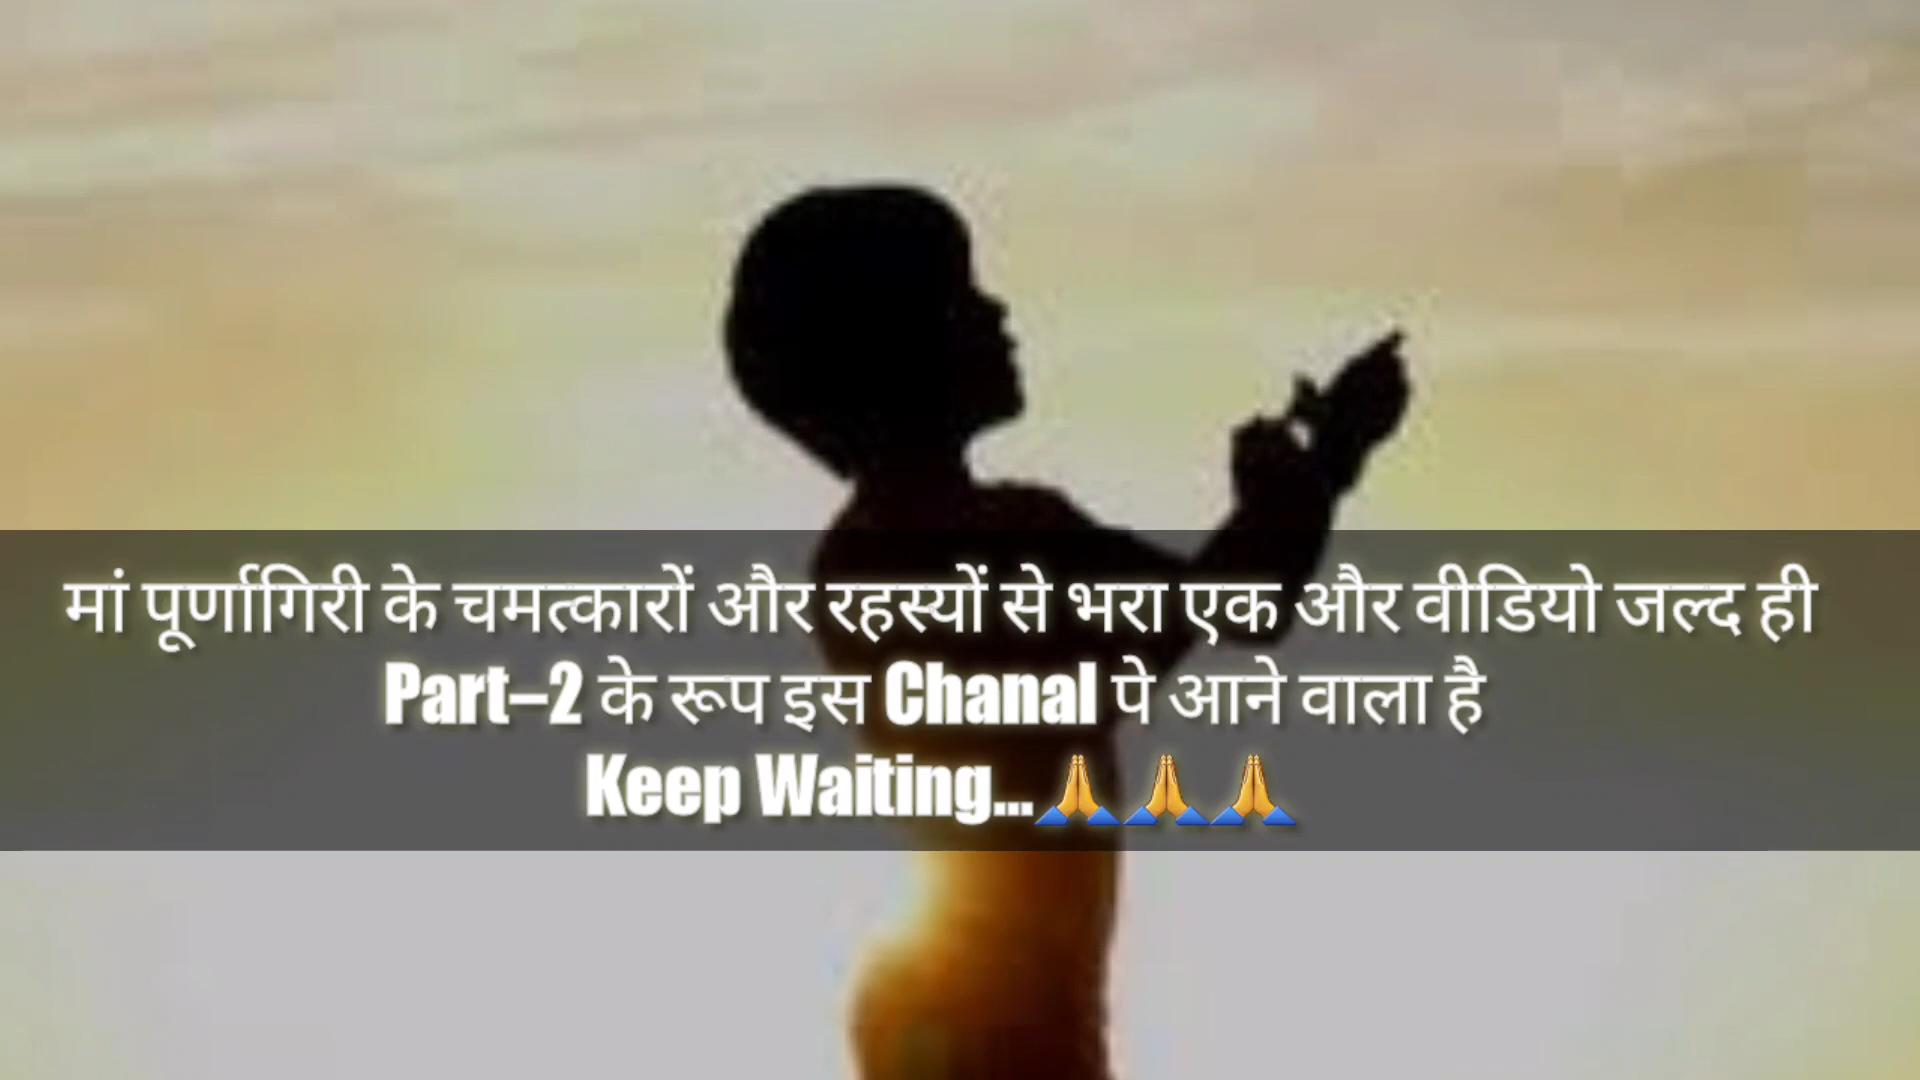 मां पूर्णागिरी के चमत्कारों और रहस्यों से भरा एक और वीडियो जल्द ही
Part–2 के रूप इस Chanal पे आने वाला है
Keep Waiting...🙏🙏🙏